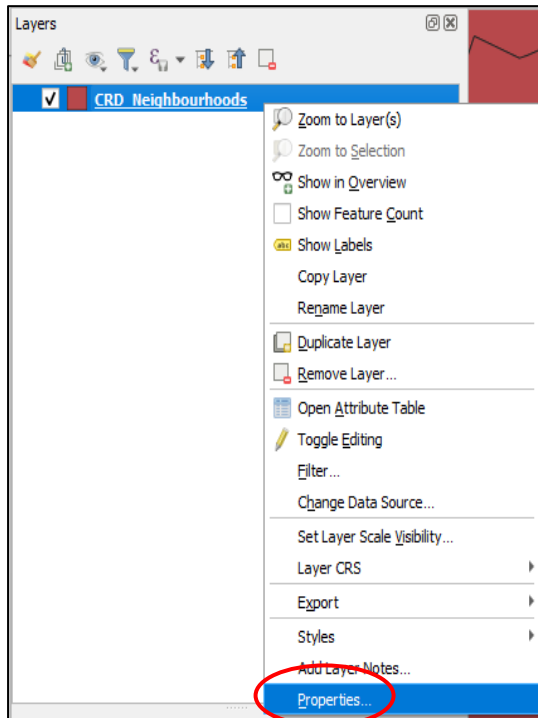 Layers
CRD_Neighbourhoods
Zoom to Layer(s)
Zoom to Selection
Show in Overview
Show Feature Count
abc Show Labels
Copy Layer
Rename Layer
Duplicate Layer
Remove Layer...
Open Attribute Table
Toggle Editing
Filter...
Change Data Source...
Set Layer Scale Visibility...
Layer CRS
Export
Styles
Add Layer Notes...
Properties...